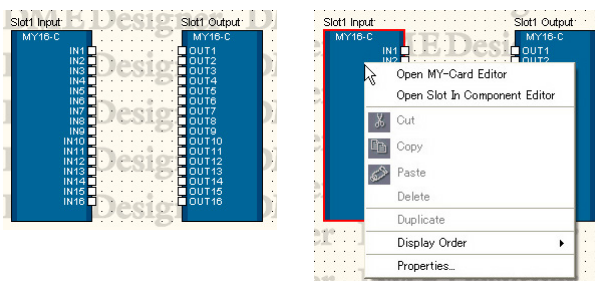 Slot1 Input
Slot1 Output
MY16-C
MY16-C
IN1
IN2
IN3
IN4
IN5
IN6
IN7
IN8
IN9
IN10
IN11
IN12
IN13
IN14
IN15
IN16
OUT1
OUT2
OUT3
OUT4
OUT5
OUT6
OUT7
OUT8
OUT9
OUT10
OUT11
OUT12
OUT13
OUT14
OUT15
OUT16
Slot1 Input
Slot1 Output
MY16-C
MY16-C
IN1
IN2
OUT1
OUT2
Open MY-Card Editor
Open Slot In Component Editor
Cut
Copy
Paste
Delete
Duplicate
Display Order
Properties...